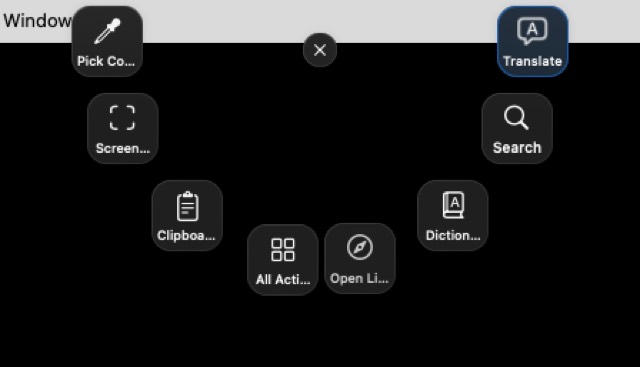 Window
Pick Co...
Translate
Screen...
Search
Clipboa...
Diction...
All Acti...
Open Li...